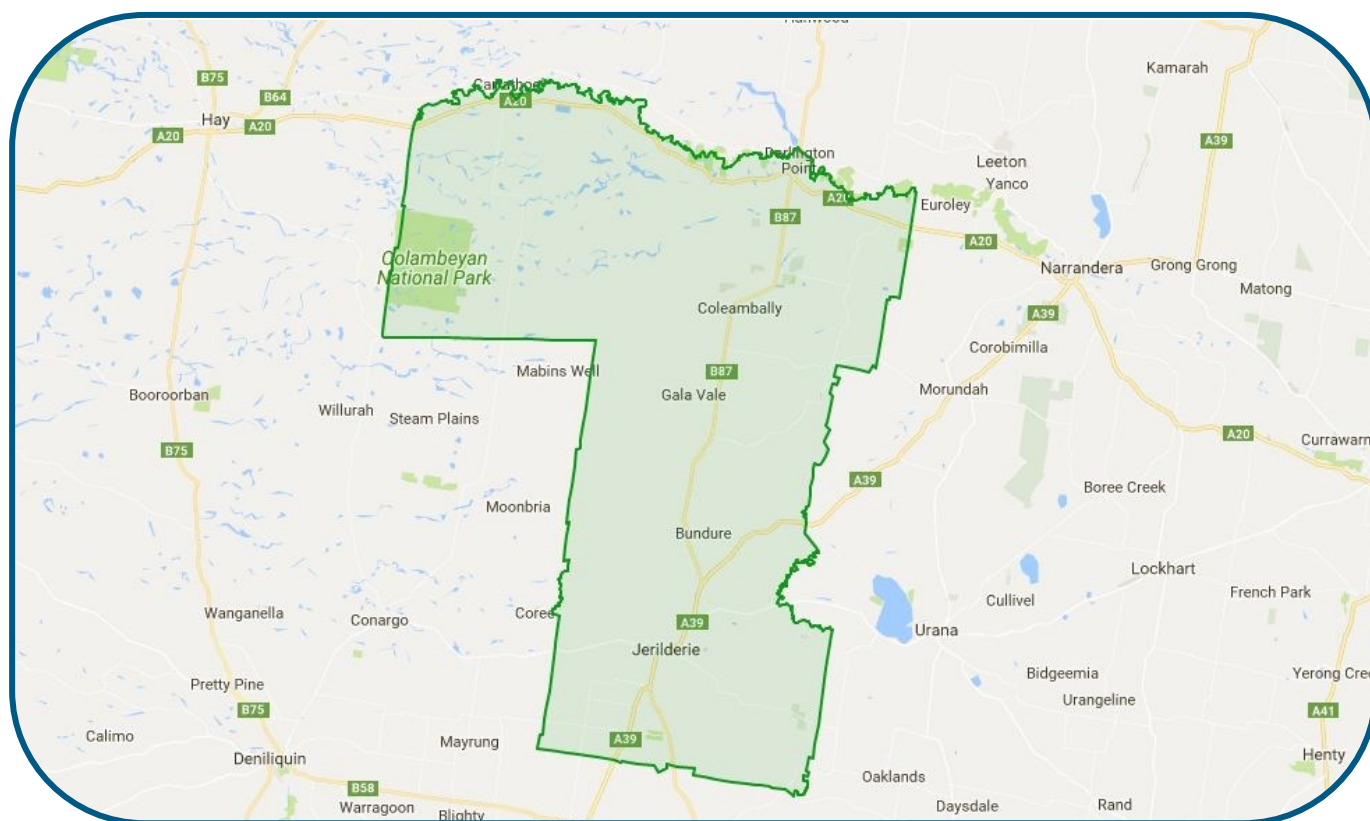 Kamarah
B75
B64
Hay
A20
A20
A20
A39
Darlington
Point
Leeton
Yanco
A20
Euroley
B87
A20
Colambeyan
National Park
Narrandera
Grong Grong
Matong
Coleambally
A39
Corobimilla
Mabins Well
B87
Morundah
Booroorban
Gala Vale
Willurah
Steam Plains
A20
Currawarn
B75
A39
Boree Creek
Moonbria
Bundure
Lockhart
French Park
Cullivel
Wanganella
Conargo
Coree
A39
Urana
Jerilderie
Bidgeemia
Yerong Cree
Pretty Pine
Urangeline
B75
A41
Calimo
Mayrung
A39
Deniliquin
Henty
Oaklands
B58
Warragoon
Blighty
Daysdale
Rand